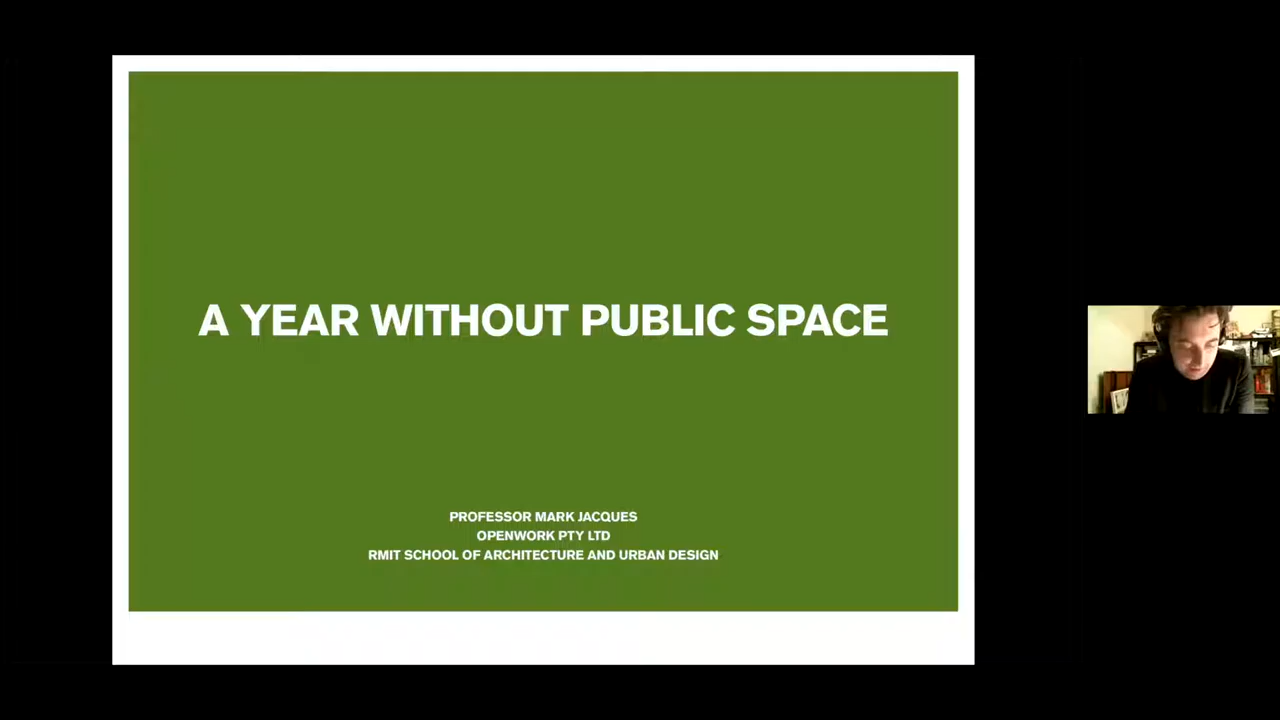 A YEAR WITHOUT PUBLIC SPACE
PROFESSOR MARK JACQUES
OPENWORK PTY LTD
RMIT SCHOOL OF ARCHITECTURE AND URBAN DESIGN